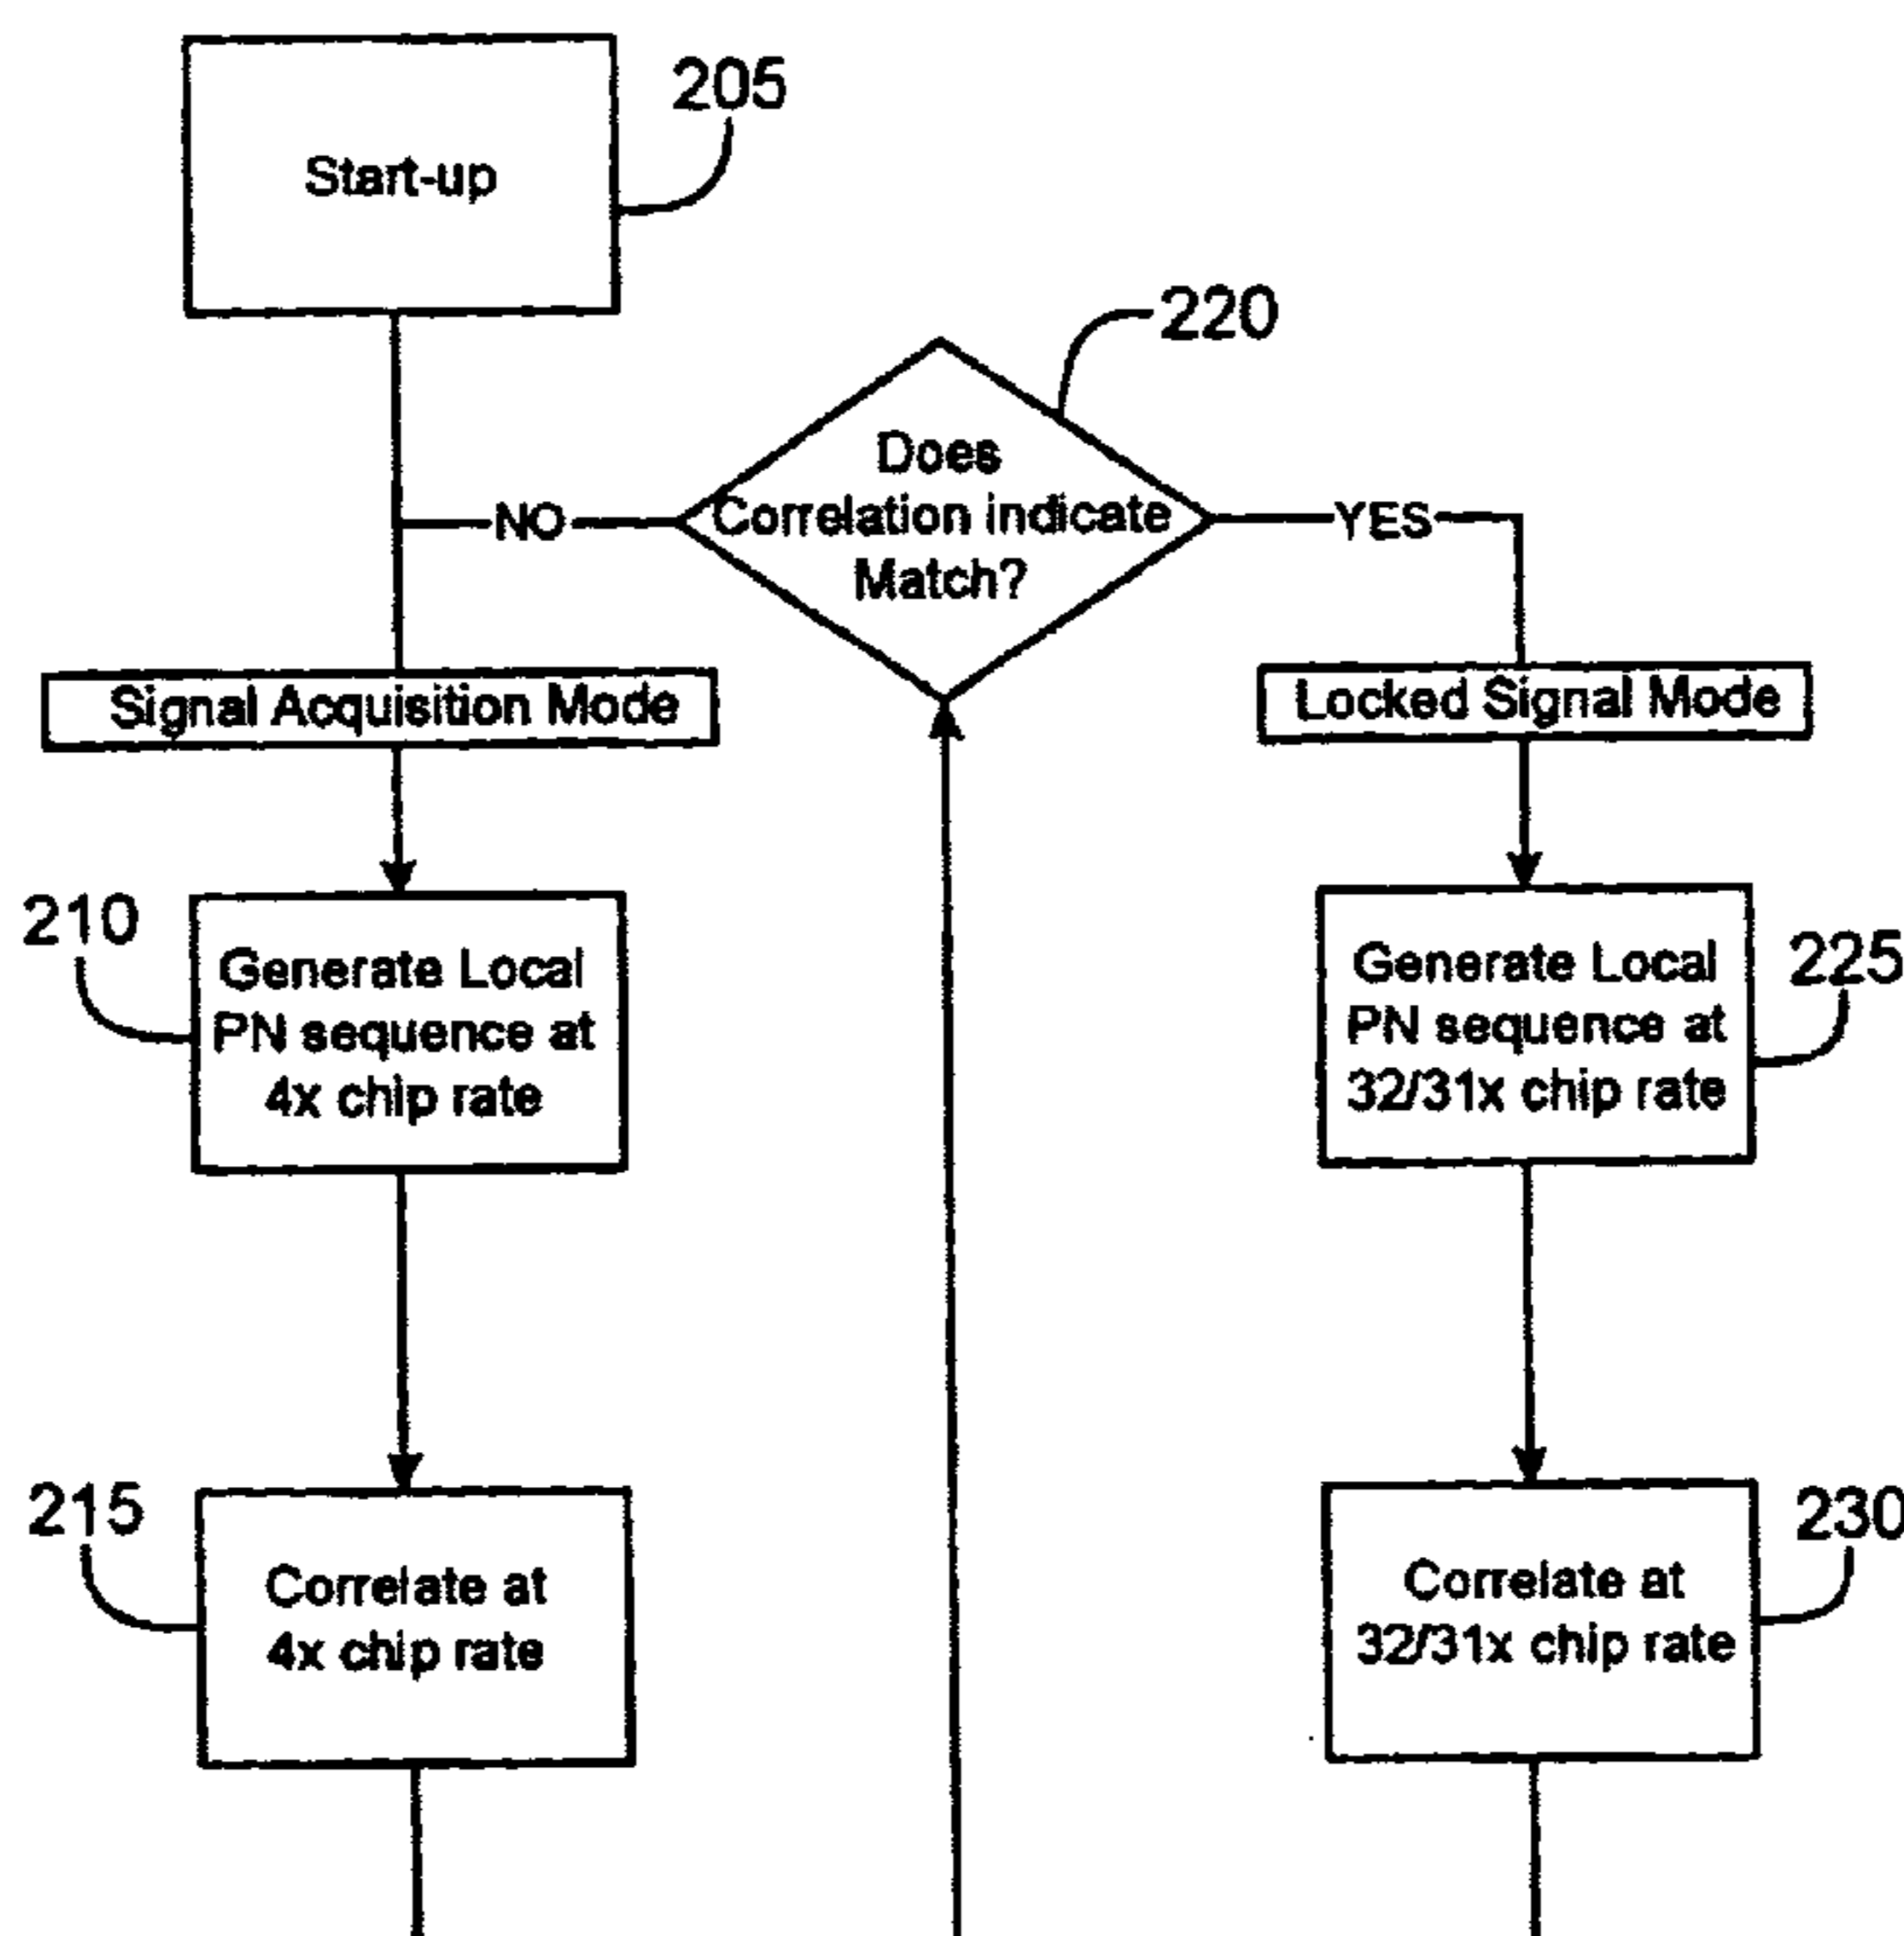 205
Start-up
220
Does
Correlation indicate
Match?
NO
YES
Signal Acquisition Mode
Locked Signal Mode
210
Generate Local
PN sequence at
4x chip rate
225
Generate Local
PN sequence at
32/31x chip rate
215
Correlate at
4x chip rate
230
Correlate at
32/31x chip rate